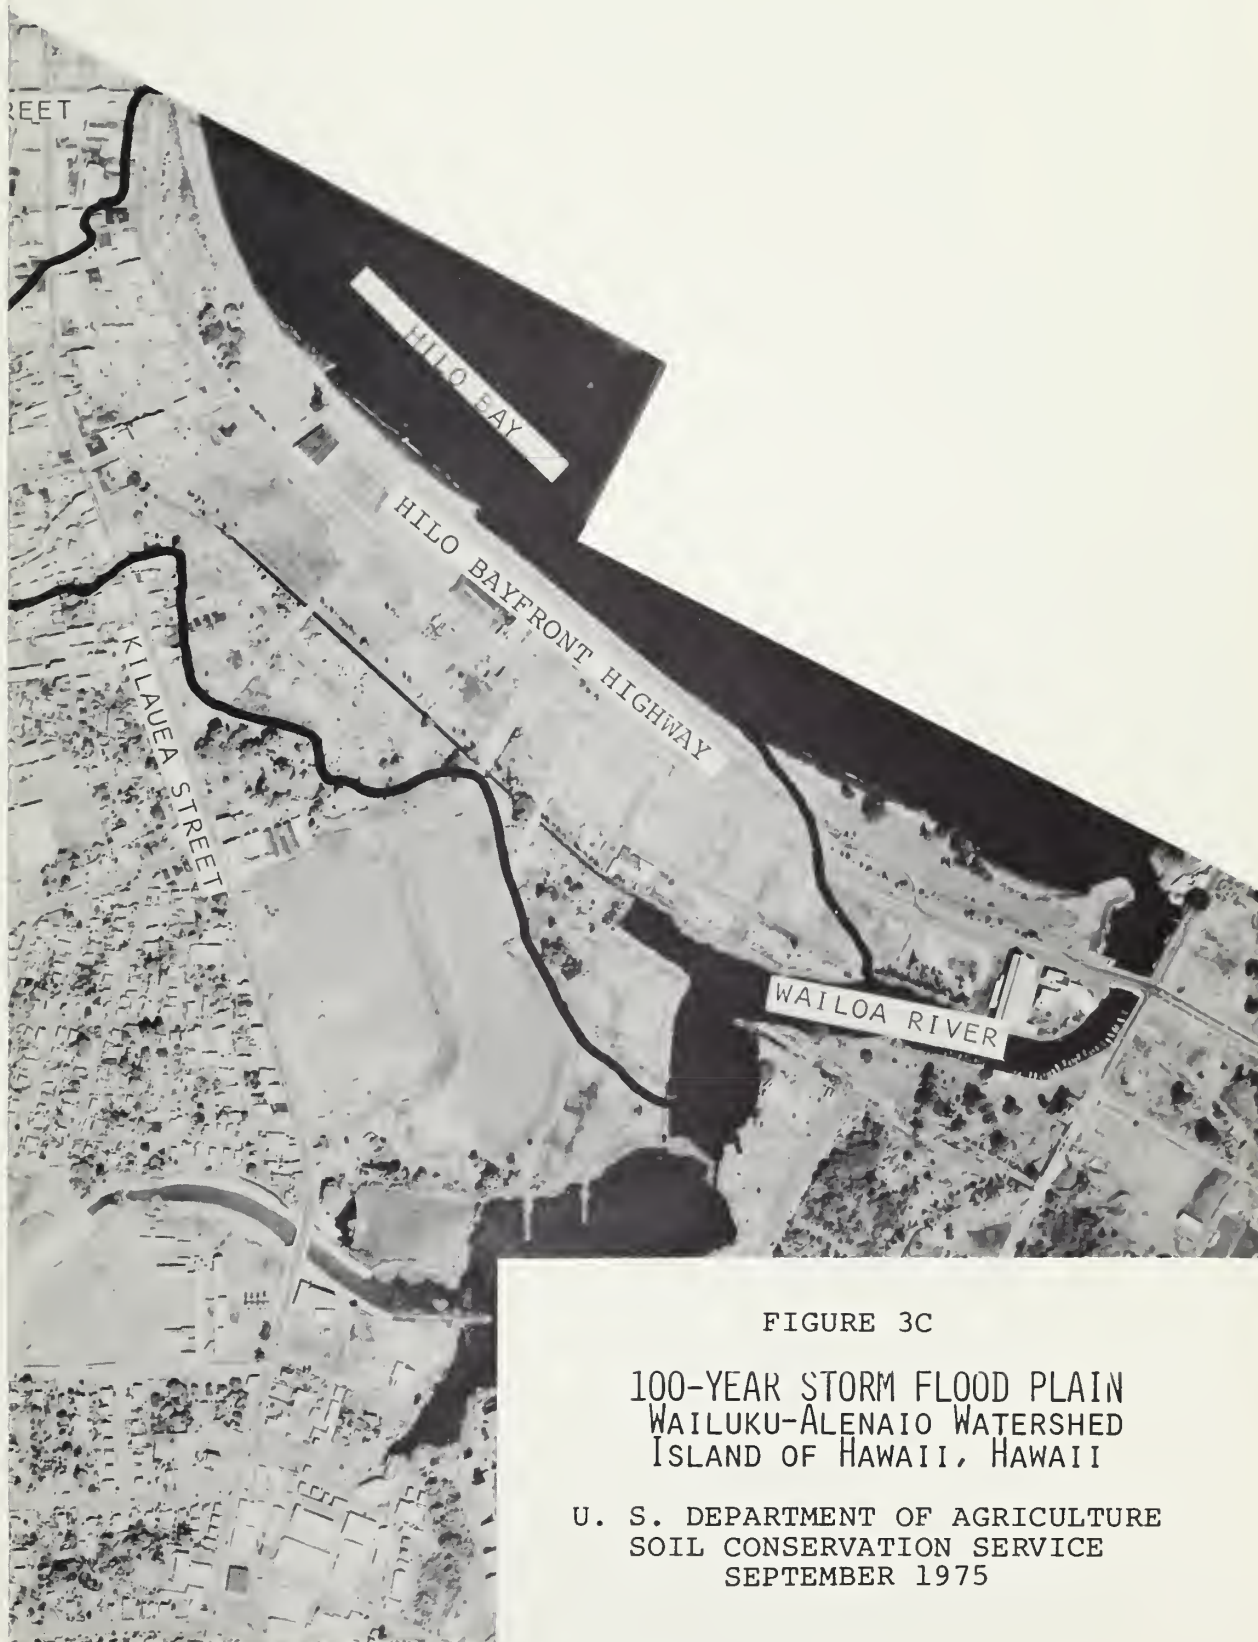 REET
HILO BAY
HILO BAYFRONT HIGHWAY
KILAUEA STREET
WAILOA RIVER
FIGURE 3C
100-YEAR STORM FLOOD PLAIN
WAILUKU-ALENAIO WATERSHED
ISLAND OF HAWAII, HAWAII
U. S. DEPARTMENT OF AGRICULTURE
SOIL CONSERVATION SERVICE
SEPTEMBER 1975